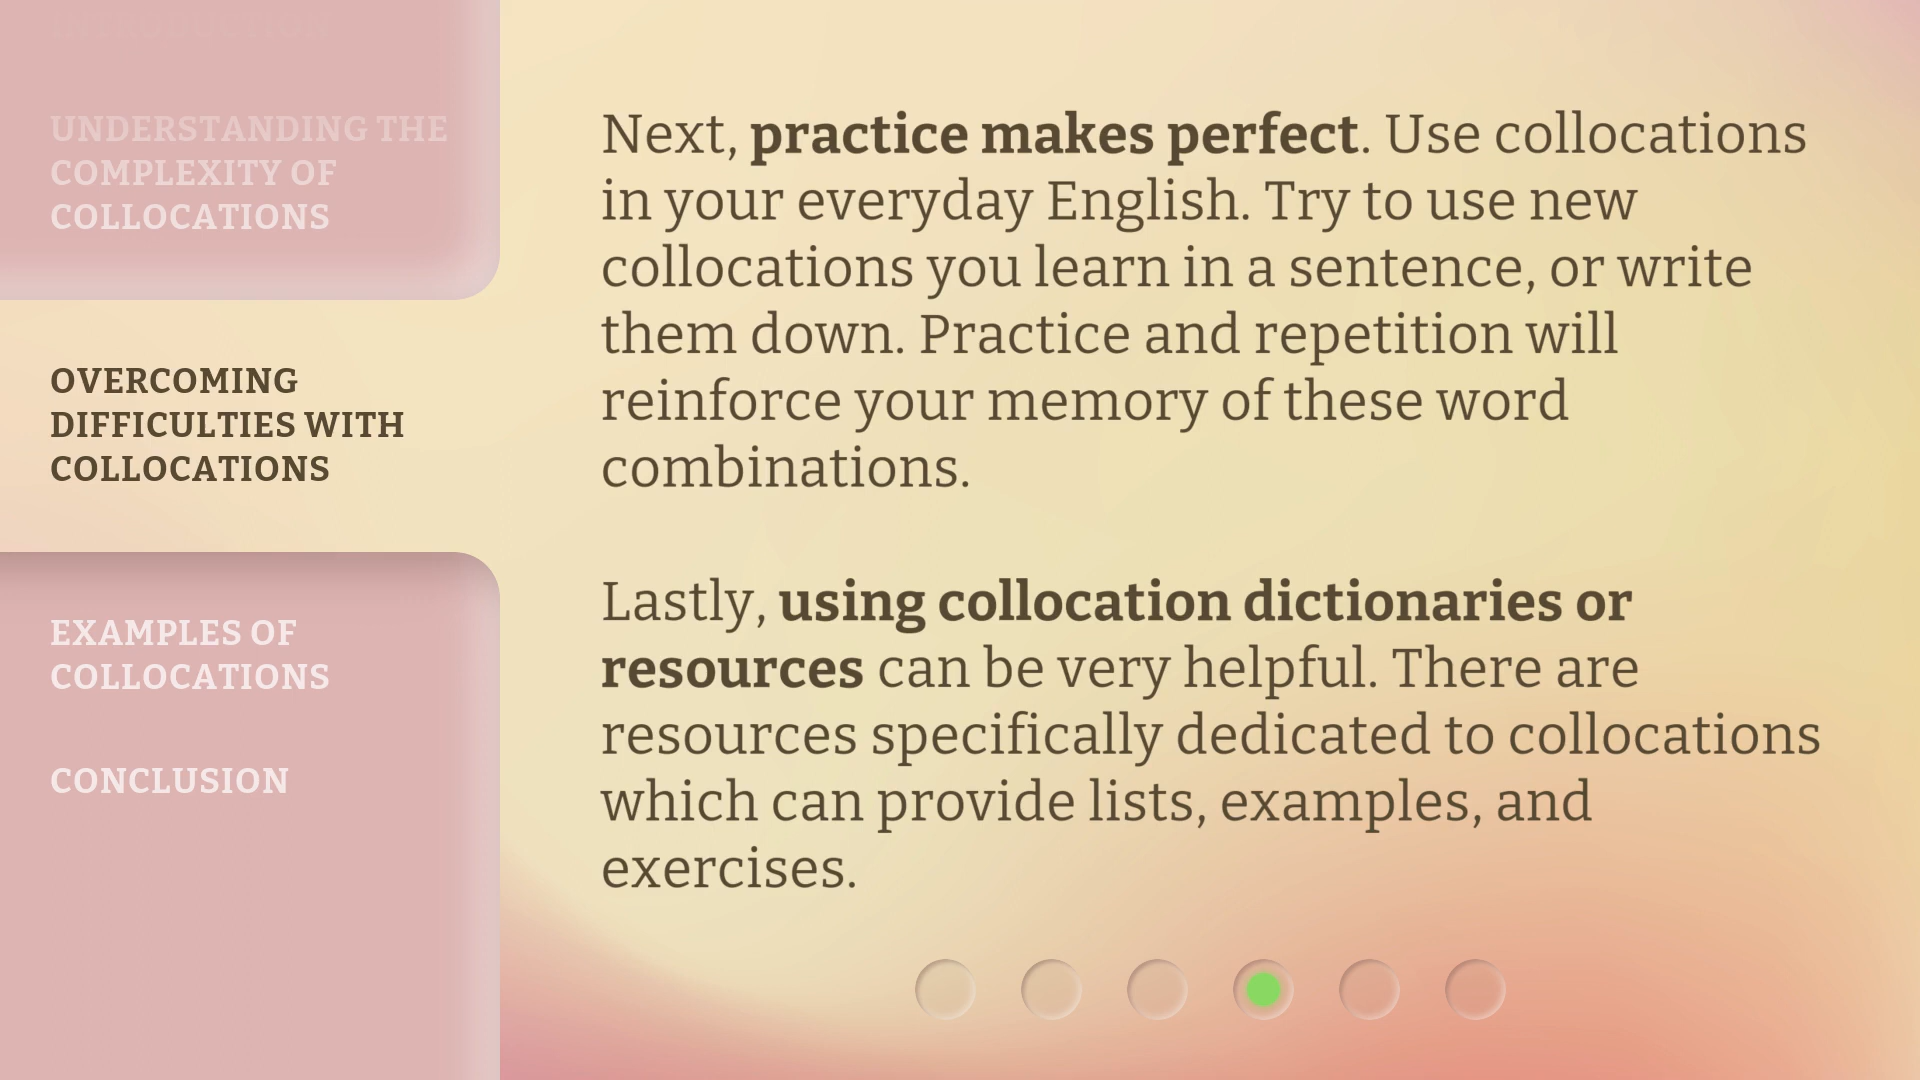 INTRODUCTION
UNDERSTANDING THE
COMPLEXITY OF
COLLOCATIONS
OVERCOMING
DIFFICULTIES WITH
COLLOCATIONS
EXAMPLES OF
COLLOCATIONS
CONCLUSION
Next, practice makes perfect. Use collocations
in your everyday English. Try to use new
collocations you learn in a sentence, or write
them down. Practice and repetition will
reinforce your memory of these word
combinations.
Lastly, using collocation dictionaries or
resources can be very helpful. There are
resources specifically dedicated to collocations
which can provide lists, examples, and
exercises.